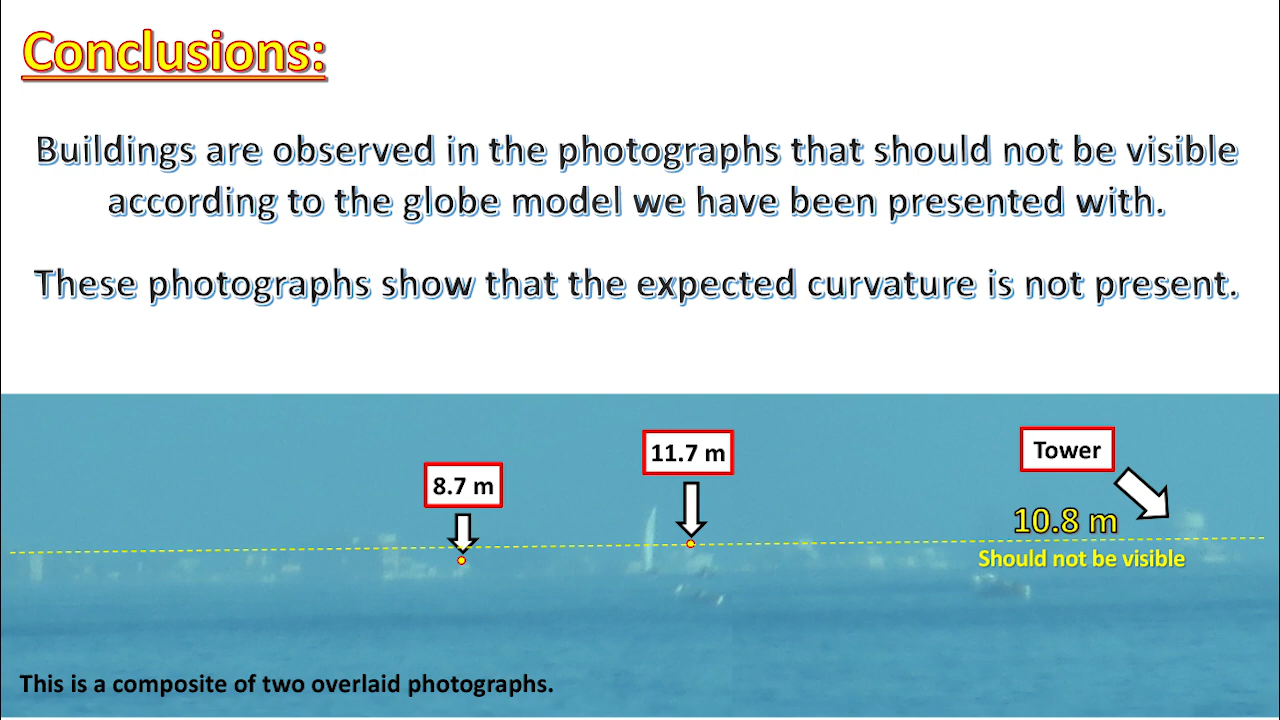 Conclusions:
Buildings are observed in the photographs that should not be visible
according to the globe model we have been presented with.
These photographs show that the expected curvature is not present.
8.7 m
11.7 m
Tower
10.8 m
Should not be visible
This is a composite of two overlaid photographs.